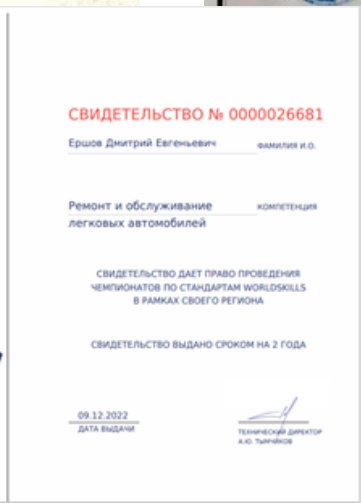 СВИДЕТЕЛЬСТВО № 0000026681
Ершов Дмитрий Евгеньевич ФАМИЛИЯ И.О.
Ремонт и обслуживание КОМПЕТЕНЦИЯ
легковых автомобилей
СВИДЕТЕЛЬСТВО ДАЕТ ПРАВО ПРОВЕДЕНИЯ
ЧЕМПИОНАТОВ ПО СТАНДАРТАМ WORLDSKILLS
В РАМКАХ СВОЕГО РЕГИОНА
СВИДЕТЕЛЬСТВО ВЫДАНО СРОКОМ НА 2 ГОДА
09.12.2022
ДАТА ВЫДАЧИ
ТЕХНИЧЕСКИЙ ДИРЕКТОР
А.Ю. ТЫМЧИКОВ